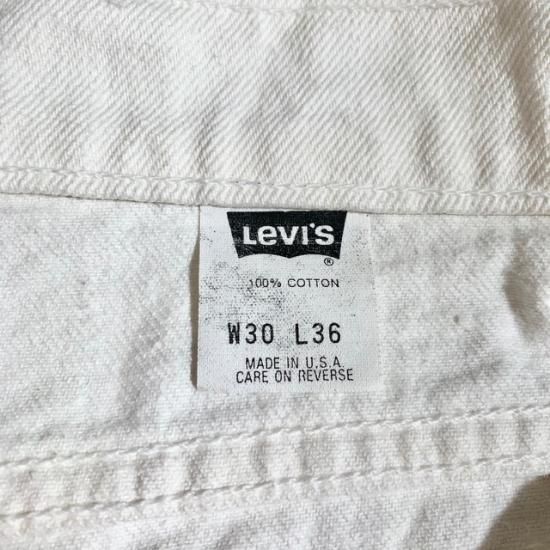 Levi's
®
100% COTTON
W30 L36
MADE IN U.S.A.
CARE ON REVERSE